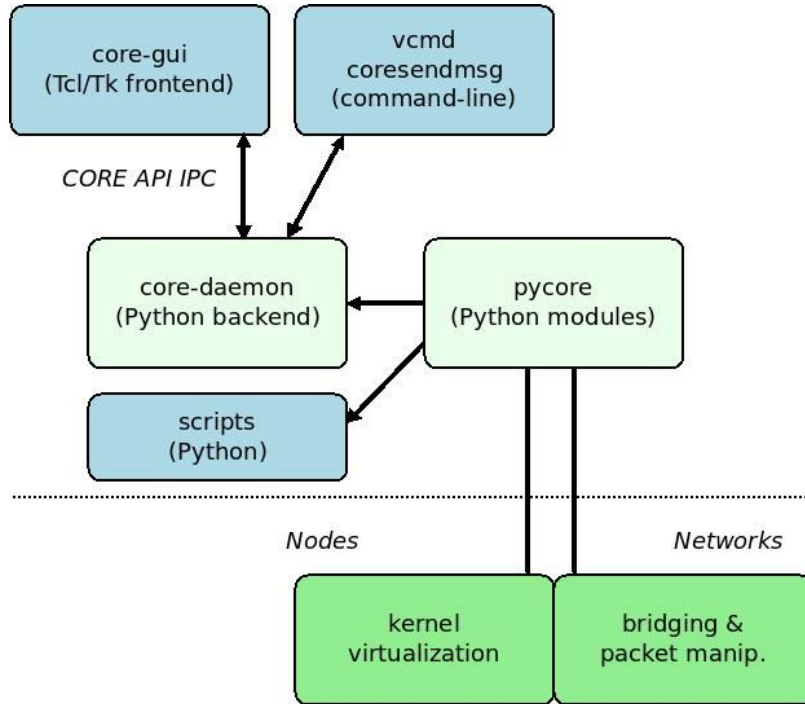 core-gui
(Tcl/Tk frontend)
vcmd
coresendmsg
(command-line)
CORE API IPC
core-daemon
(Python backend)
pycore
(Python modules)
scripts
(Python)
Nodes
Networks
kernel
virtualization
bridging &
packet manip.